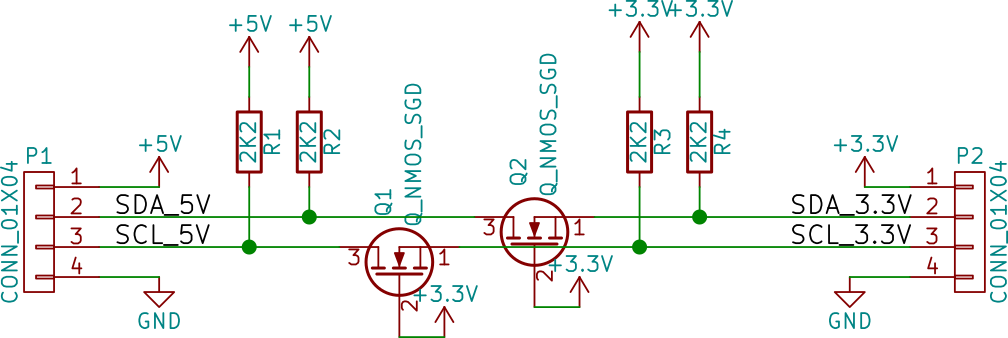 +5V +5V
+3.3V +3.3V
2K2 R1
2K2 R2
Q_NMOS_SGD
Q_NMOS_SGD
2K2 R3
2K2 R4
P1
+5V
Q1
Q2
+3.3V
P2
CONN_01X04
1
2 SDA_5V
3 SCL_5V
4
GND
3 1 2
+3.3V
3 1 2
+3.3V
1
SDA_3.3V 2
SCL_3.3V 3
4
GND
CONN_01X04